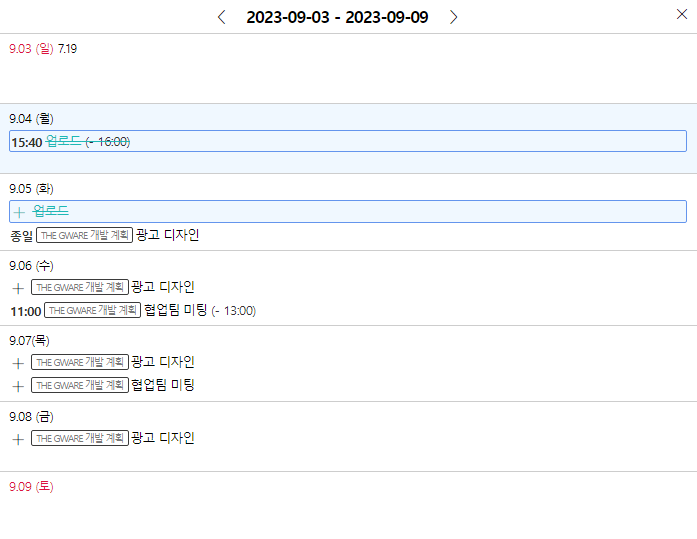 2023-09-03 - 2023-09-09
9.03 (일) 7.19
9.04 (월)
15:40 업로드 (- 16:00)
9.05 (화)
+ 업로드
종일 THE GWARE 개발 계획 광고 디자인
9.06 (수)
+ THE GWARE 개발 계획 광고 디자인
11:00 THE GWARE 개발 계획 협업팀 미팅 (- 13:00)
9.07(목)
+ THE GWARE 개발 계획 광고 디자인
+ THE GWARE 개발 계획 협업팀 미팅
9.08 (금)
+ THE GWARE 개발 계획 광고 디자인
9.09 (토)